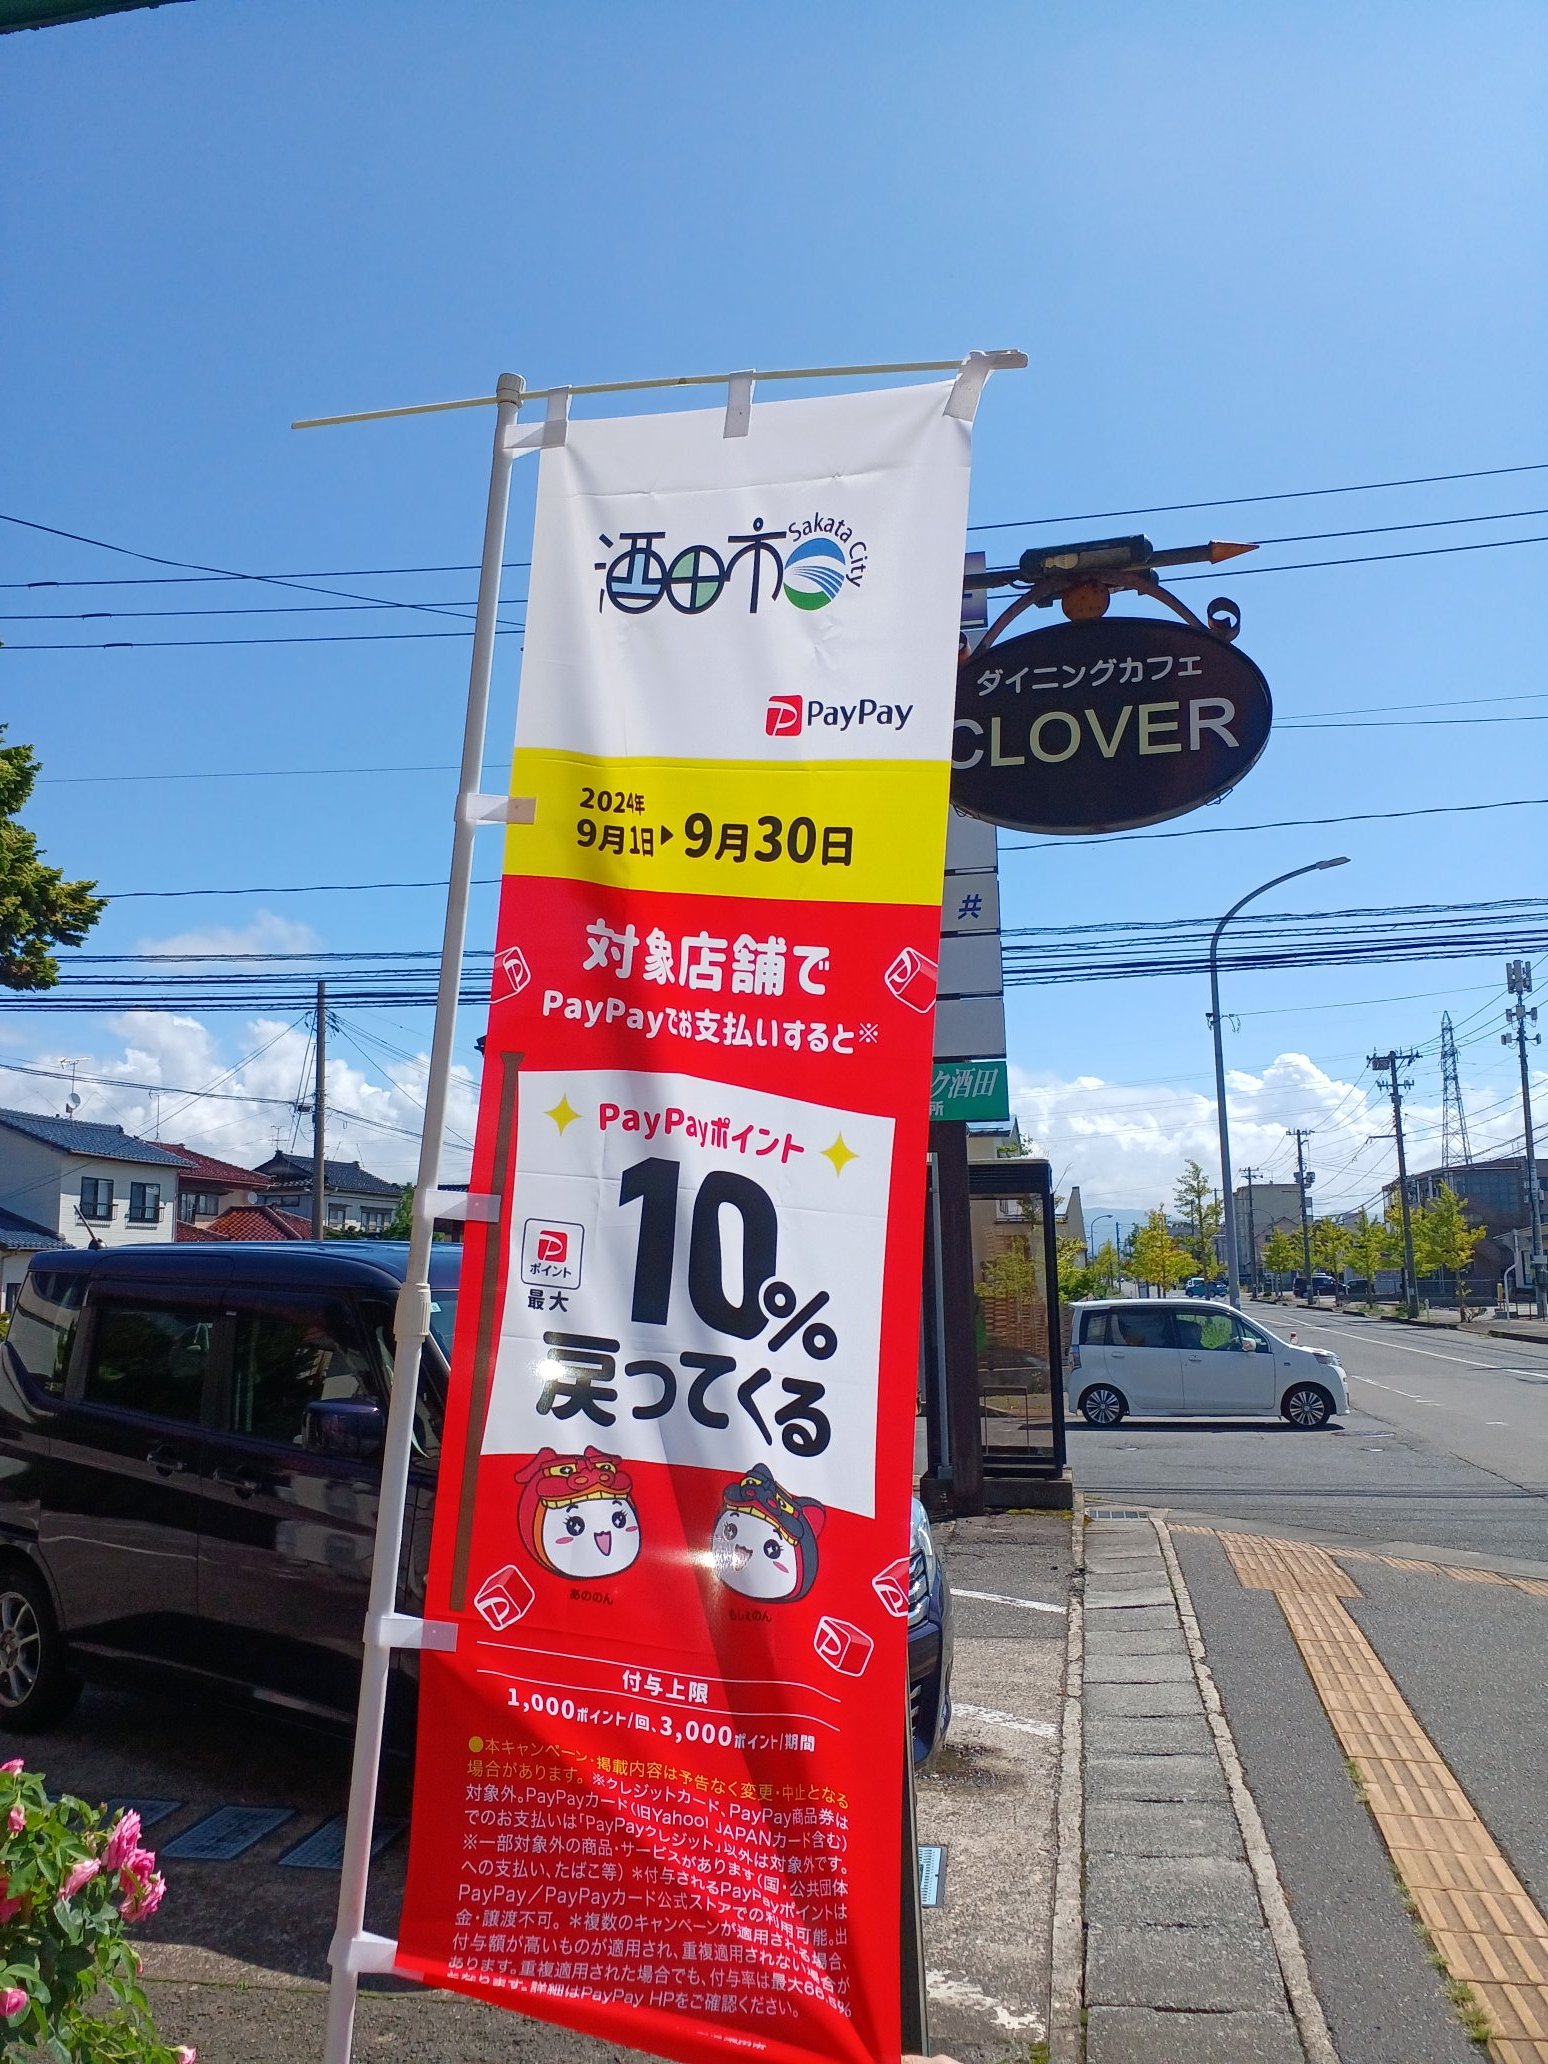 酒田市 Sakata City
PayPay
2024年
9月1日▶9月30日
対象店舗で
PayPayでお支払いすると※
PayPayポイント
10%
ポイント
最大
戻ってくる
あののん
もしぇのん
付与上限
1,000ポイント/回、3,000ポイント/期間
●本キャンペーン・掲載内容は予告なく変更・中止となる
場合があります。※クレジットカード、PayPay商品券は
対象外。PayPayカード(旧Yahoo! JAPANカード含む)
でのお支払いは「PayPayクレジット」以外は対象外です。
※一部対象外の商品・サービスがあります(国・公共団体
への支払い、たばこ等)＊付与されるPayPayポイントは
PayPay／PayPayカード公式ストアでの利用可能。出
金・譲渡不可。＊複数のキャンペーンが適用される場合、
付与額が高いものが適用され、重複適用されない場合が
あります。重複適用された場合でも、付与率は最大66.5%
となります。詳細はPayPay HPをご確認ください。
ダイニングカフェ
CLOVER
共
ク酒田
所